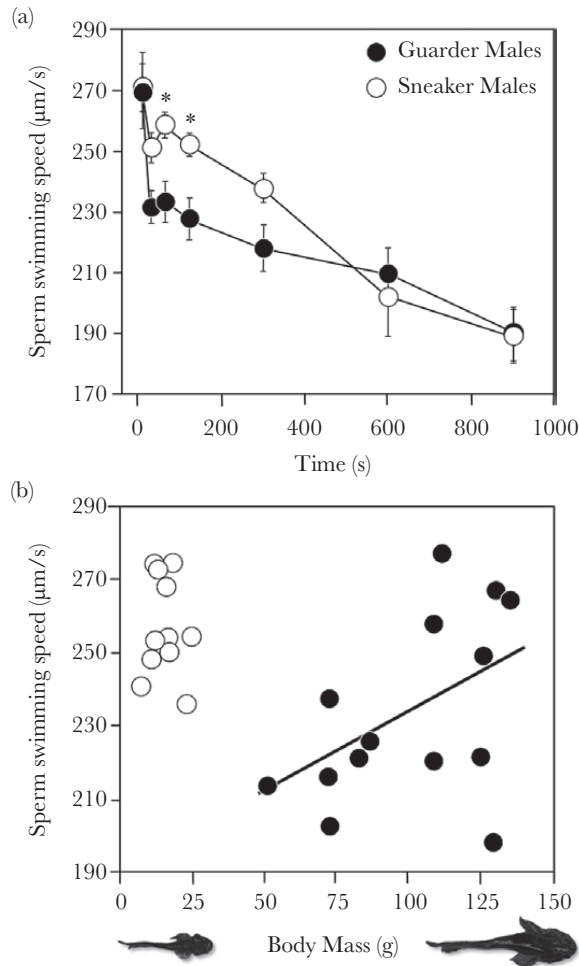 (a)
290
270
250
230
210
190
170
Sperm swimming speed (μm/s)
Guarder Males
Sneaker Males
*
*
0 200 400 600 800 1000
Time (s)
(b)
290
270
250
230
210
190
Sperm swimming speed (μm/s)
0 25 50 75 100 125 150
Body Mass (g)